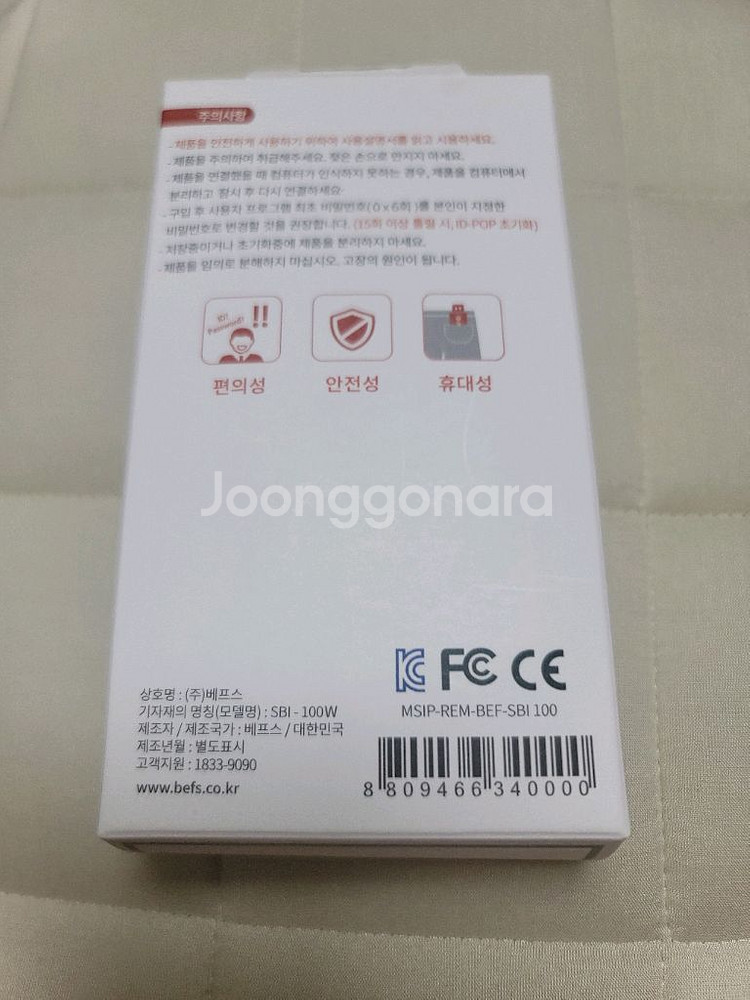 주의사항
- 제품을 안전하게 사용하기 위하여 사용설명서를 읽고 사용하세요.
- 제품을 주의하여 취급해주세요. 젖은 손으로 만지지 마세요.
- 제품을 연결했을 때 컴퓨터가 인식하지 못하는 경우, 제품을 컴퓨터에서
분리하고 잠시 후 다시 연결하세요.
- 구입 후 사용자 프로그램 최초 비밀번호(0 x 6회)를 본인이 지정한
비밀번호로 변경할 것을 권장합니다. (15회 이상 틀릴 시, ID-POP 초기화)
- 저장중이거나 초기화중에 제품을 분리하지 마세요.
- 제품을 임의로 분해하지 마십시오. 고장의 원인이 됩니다.
ID!!
Password?
!!
편의성
안전성
휴대성
Joonggonara
FC CE
MSIP-REM-BEF-SBI 100
상호명 : (주)베프스
기자재의 명칭(모델명) : SBI - 100W
제조자 / 제조국가 : 베프스 / 대한민국
제조년월 : 별도표시
고객지원 : 1833-9090
www.befs.co.kr
8 809466 340000